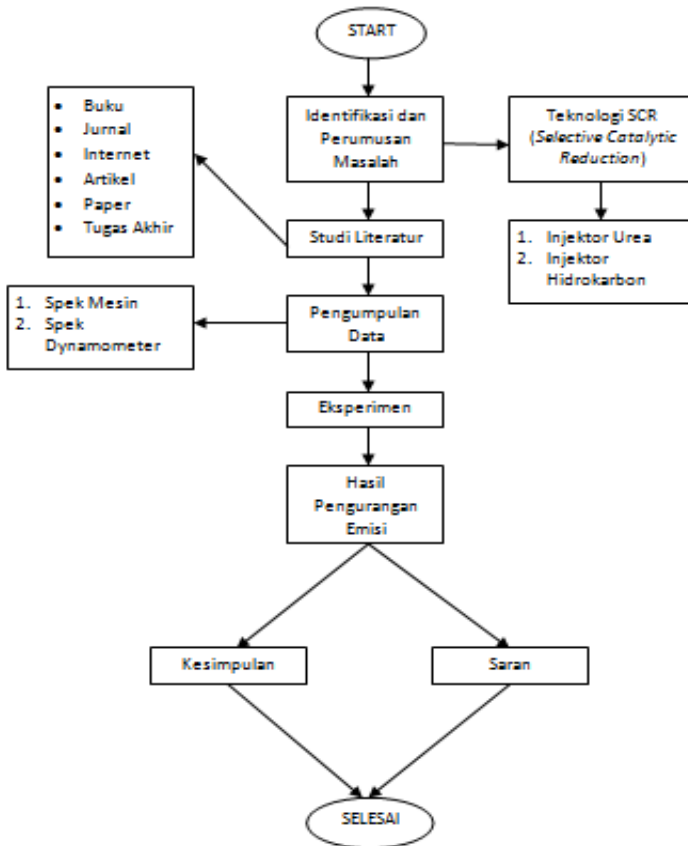 START
Identifikasi dan
Perumusan
Masalah
Teknologi SCR
(Selective Catalytic
Reduction)
1. Injektor Urea
2. Injektor
Hidrokarbon
• Buku
• Jurnal
• Internet
• Artikel
• Paper
• Tugas Akhir
Studi Literatur
1. Spek Mesin
2. Spek
Dynamometer
Pengumpulan
Data
Eksperimen
Hasil
Pengurangan
Emisi
Kesimpulan
Saran
SELESAI